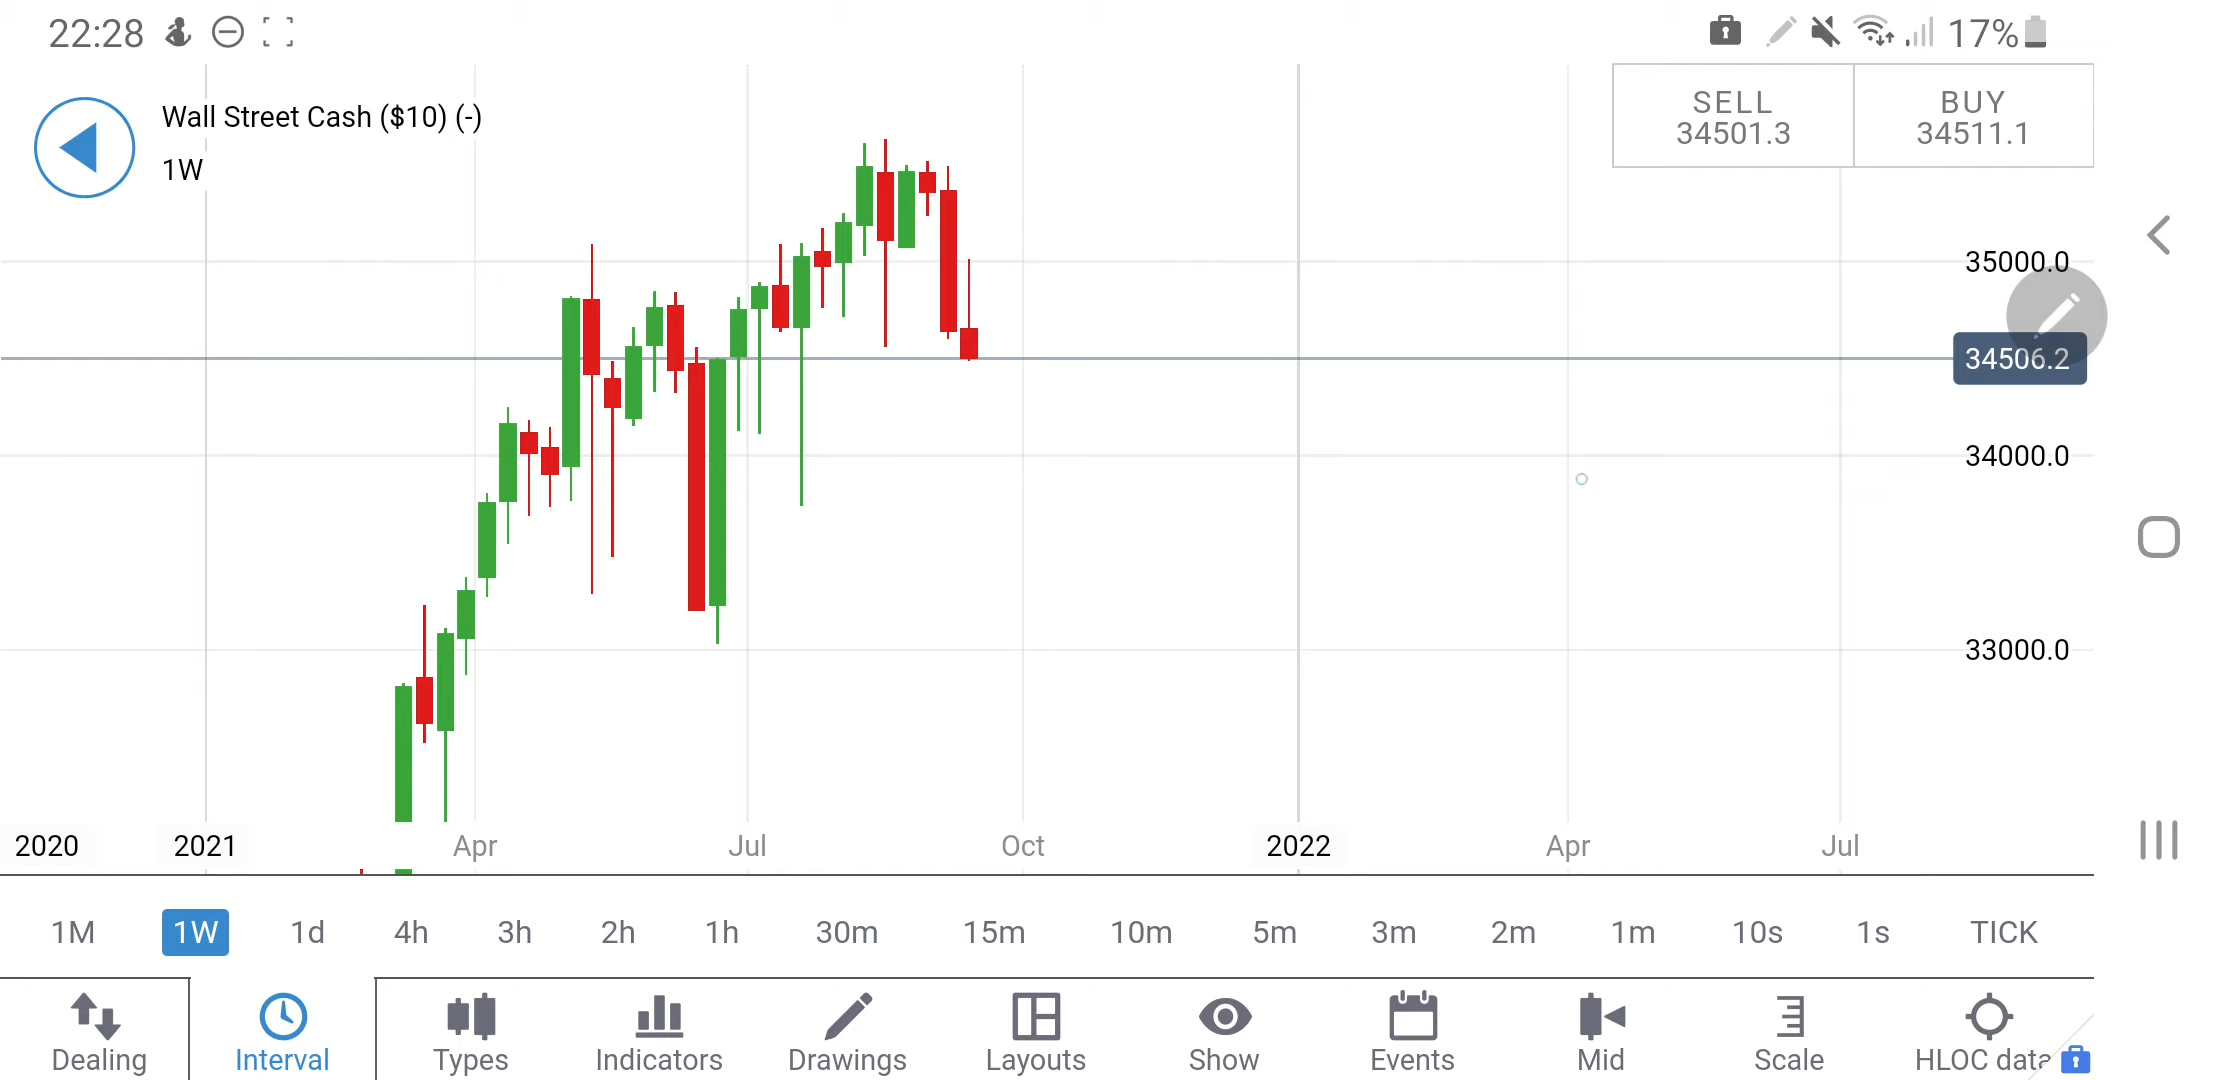 22:28 17%
Wall Street Cash ($10) (-)
1W
SELL BUY
34501.3 34511.1
35000.0
34506.2
34000.0
33000.0
2020 2021 Apr Jul Oct 2022 Apr Jul
1M 1W 1d 4h 3h 2h 1h 30m 15m 10m 5m 3m 2m 1m 10s 1s TICK
Dealing Interval Types Indicators Drawings Layouts Show Events Mid Scale HLOC data